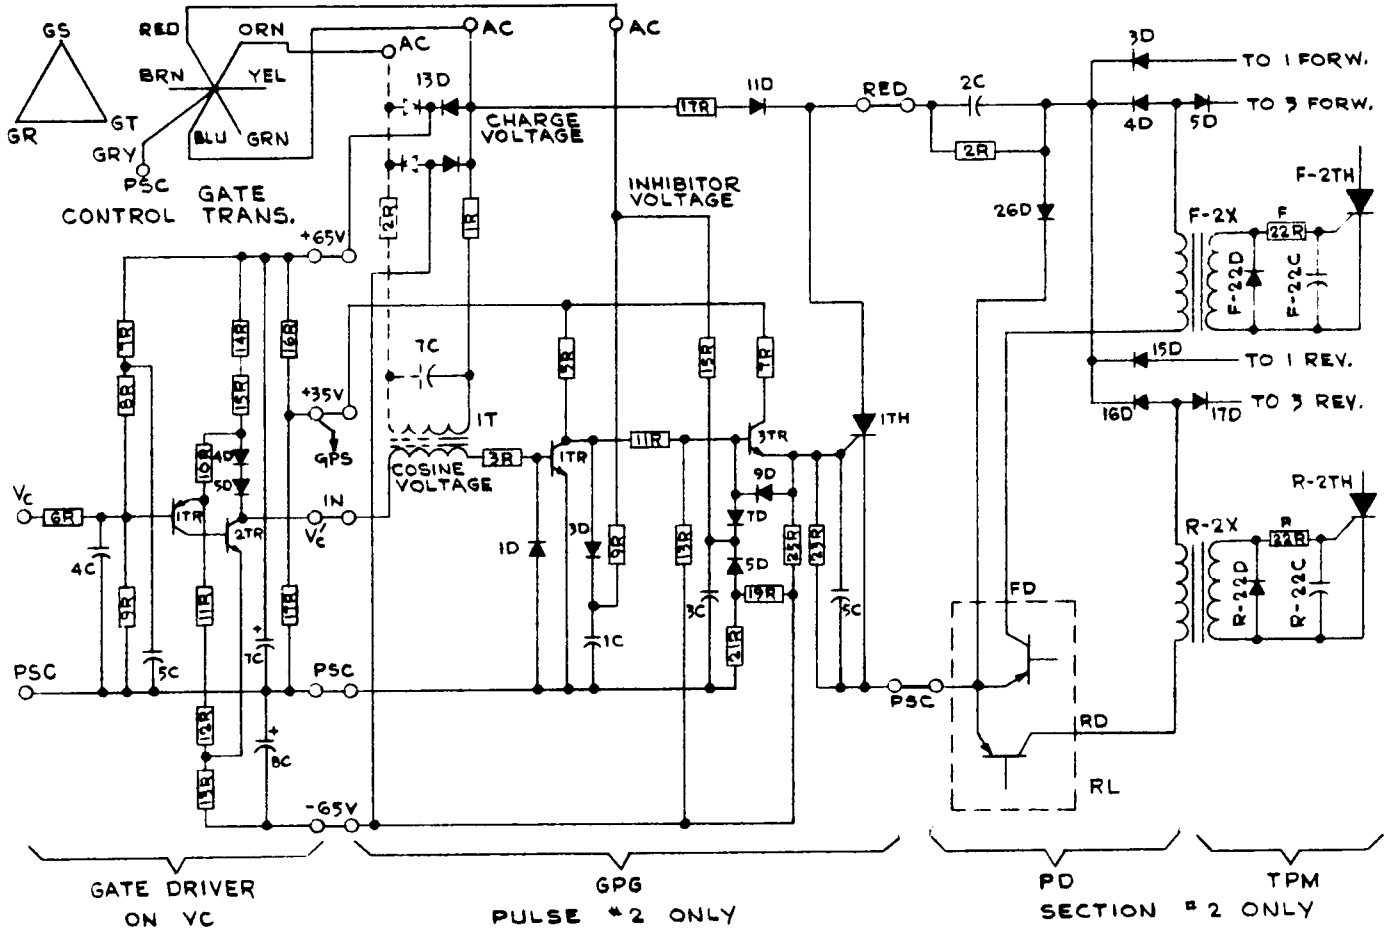 GS
GR
GT
RED
ORN
BRN
YEL
BLU
GRN
GRY
PSC
GATE
CONTROL TRANS.
AC
AC
AC
13D
CHARGE
VOLTAGE
17R
11D
RED
2C
2R
26D
3D
TO 1 FORW.
4D
5D
TO 3 FORW.
INHIBITOR
VOLTAGE
2R
1R
+65V
7R
8R
14R
15R
16R
10R
4D
5D
+35V
GPS
7C
1T
COSINE
VOLTAGE
3R
5R
1TR
11R
15R
7R
3TR
1TH
9D
7D
5D
F-2X
F
22R
F-22D
F-22C
F-2TH
15D
TO 1 REV.
16D
17D
TO 3 REV.
Vc
6R
1TR
2TR
IN
Vc'
4C
9R
5C
11R
7C
17R
1D
3D
9R
1C
13R
3C
19R
21R
25R
23R
5C
R-2X
R
22R
R-22D
R-22C
R-2TH
FD
RD
RL
PSC
PSC
PSC
12R
13R
8C
-65V
GATE DRIVER
ON VC
GPG
PULSE #2 ONLY
PD
TPM
SECTION #2 ONLY